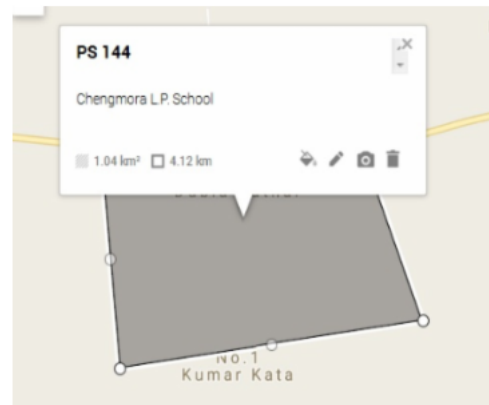 PS 144
Chengmora L.P. School
1.04 km² 4.12 km
No.1
Kumar Kata